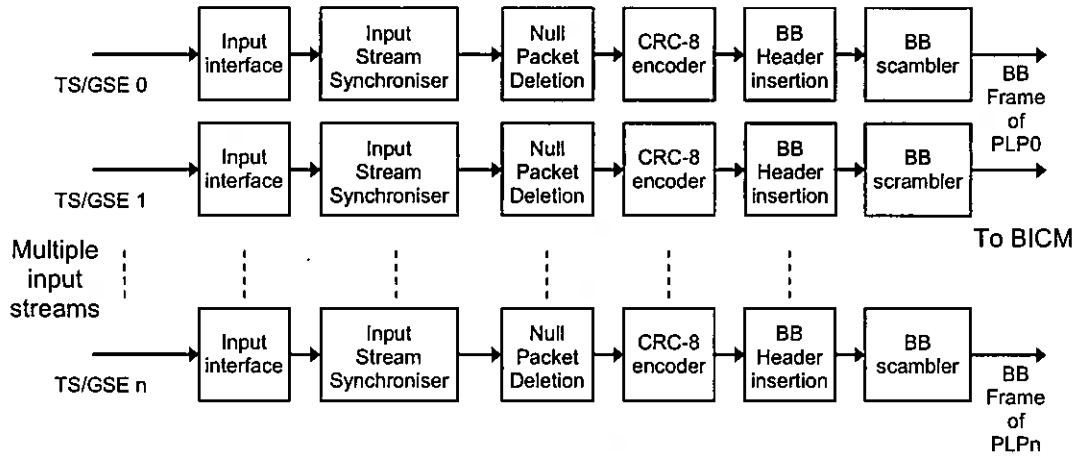 TS/GSE 0
Input
interface
Input
Stream
Synchroniser
Null
Packet
Deletion
CRC-8
encoder
BB
Header
insertion
BB
scambler
BB
Frame
of
PLP0
TS/GSE 1
Input
interface
Input
Stream
Synchroniser
Null
Packet
Deletion
CRC-8
encoder
BB
Header
insertion
BB
scrambler
Multiple
input
streams
To BICM
TS/GSE n
Input
interface
Input
Stream
Synchroniser
Null
Packet
Deletion
CRC-8
encoder
BB
Header
insertion
BB
scambler
BB
Frame
of
PLPn